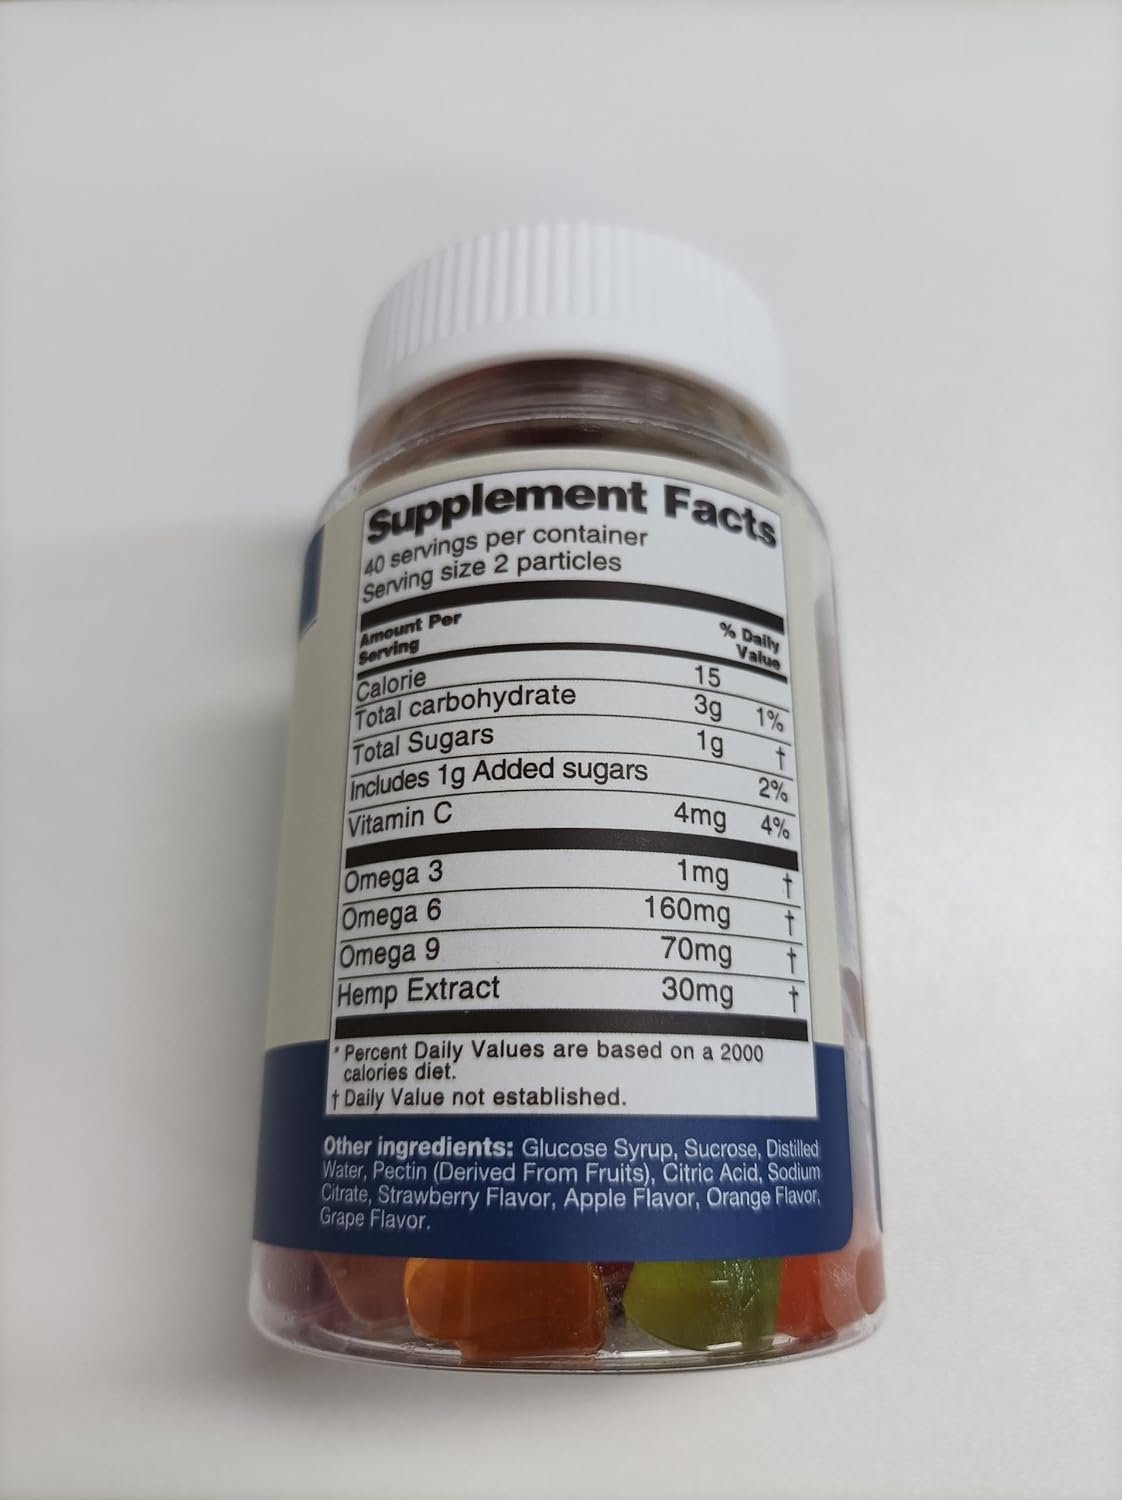 Supplement Facts
40 servings per container
Serving size 2 particles
Amount Per Serving
% Daily Value
Calorie 15
Total carbohydrate 3g 1%
Total Sugars 1g †
Includes 1g Added sugars 2%
Vitamin C 4mg 4%
Omega 3 1mg †
Omega 6 160mg †
Omega 9 70mg †
Hemp Extract 30mg †
* Percent Daily Values are based on a 2000
calories diet.
† Daily Value not established.
Other ingredients: Glucose Syrup, Sucrose, Distilled
Water, Pectin (Derived From Fruits), Citric Acid, Sodium
Citrate, Strawberry Flavor, Apple Flavor, Orange Flavor,
Grape Flavor.